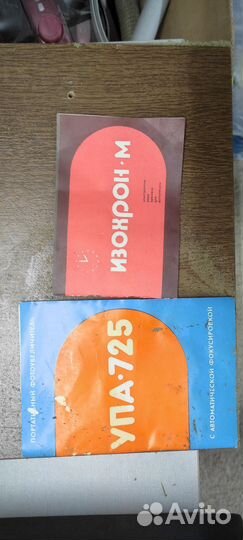 ИЗОХРОН·М
ПОРТАТИВНЫЙ ФОТОУВЕЛИЧИТЕЛЬ
УПА·725
С АВТОМАТИЧЕСКОЙ ФОКУСИРОВКОЙ
Avito